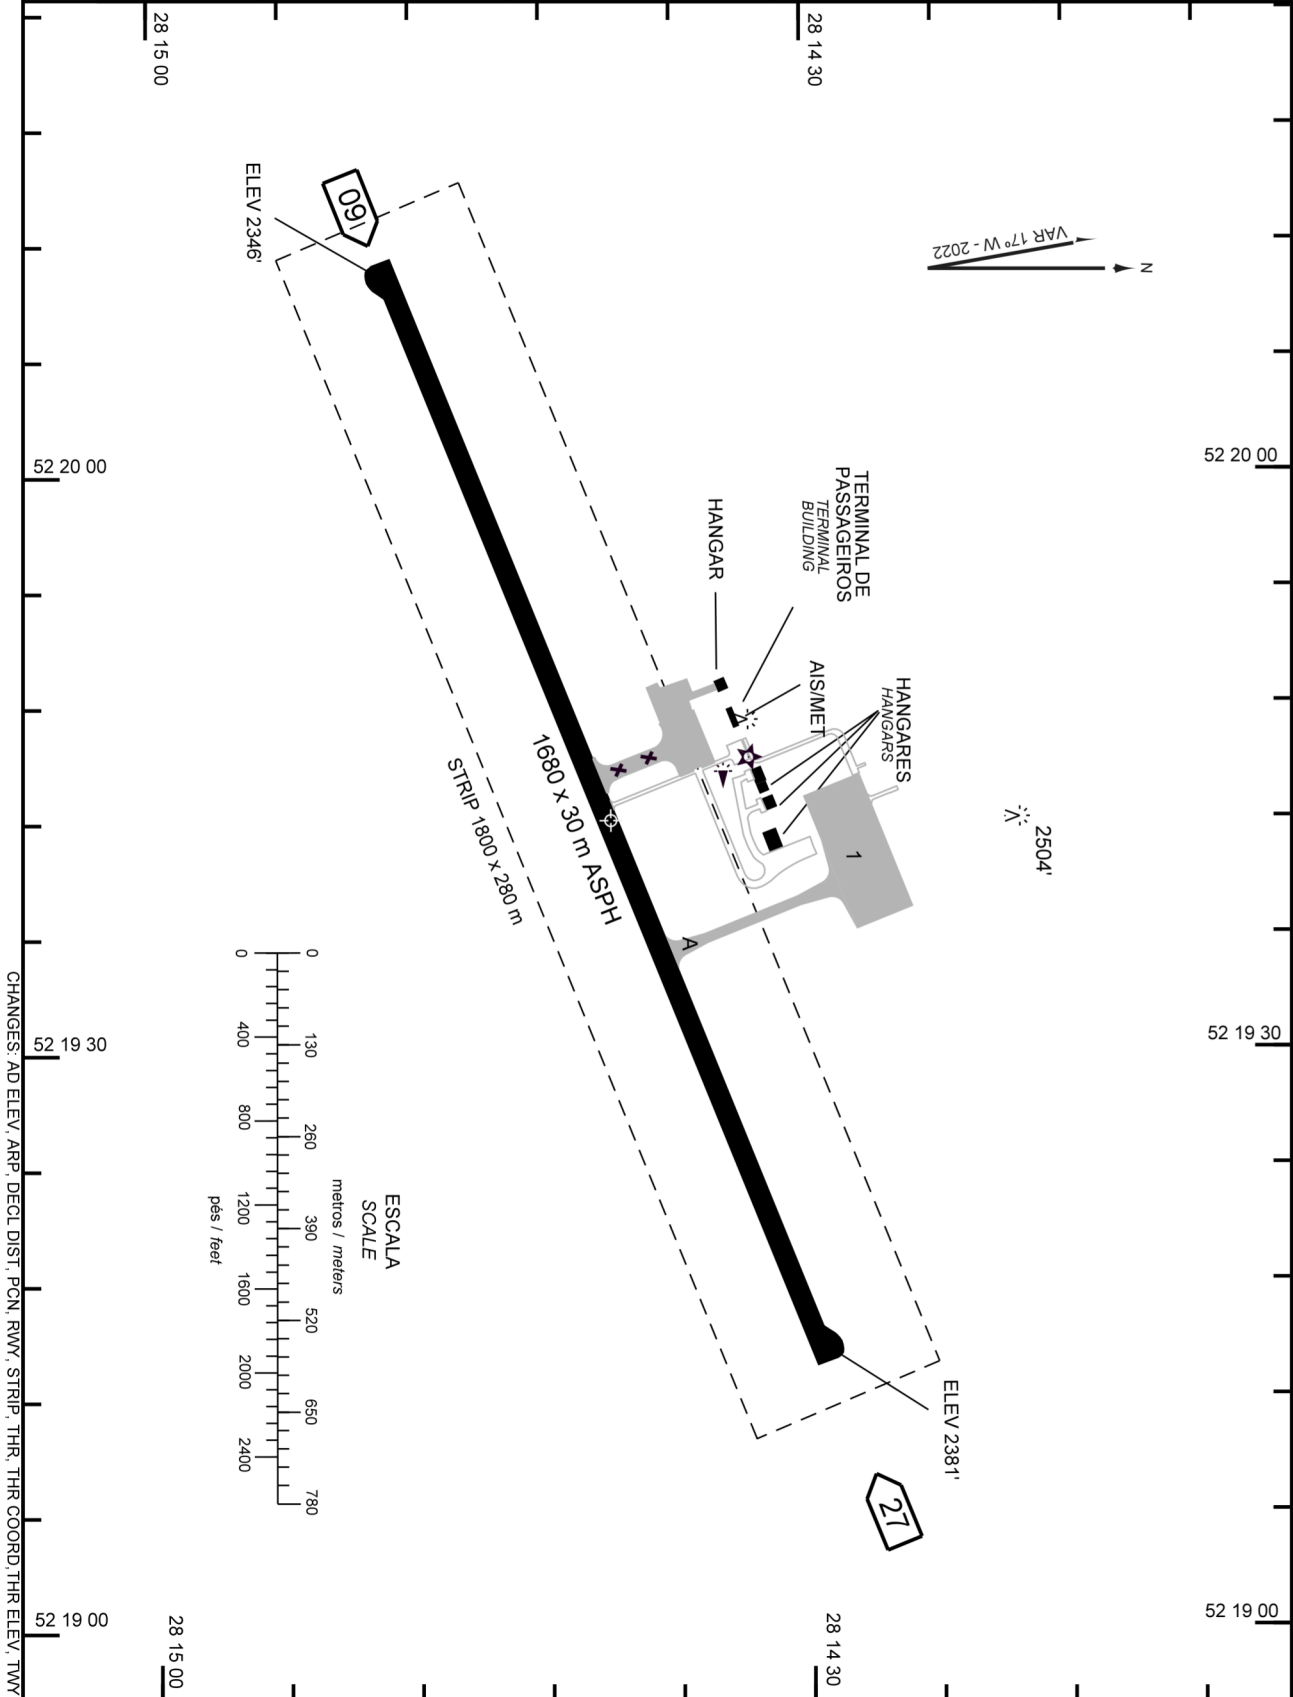 28 15 00
28 14 30
09
ELEV 2346'
VAR 17º W - 2022
N
52 20 00
52 20 00
TERMINAL DE
PASSAGEIROS
TERMINAL
BUILDING
HANGAR
AIS/MET
HANGARES
HANGARS
2504'
1
A
1680 x 30 m ASPH
STRIP 1800 x 280 m
52 19 30
52 19 30
ESCALA
SCALE
metros / meters
0 130 260 390 520 650 780
0 400 800 1200 1600 2000 2400
pés / feet
ELEV 2381'
27
52 19 00
52 19 00
28 15 00
28 14 30
CHANGES: AD ELEV, ARP, DECL DIST, PCN, RWY, STRIP, THR, THR COORD,THR ELEV, TWY